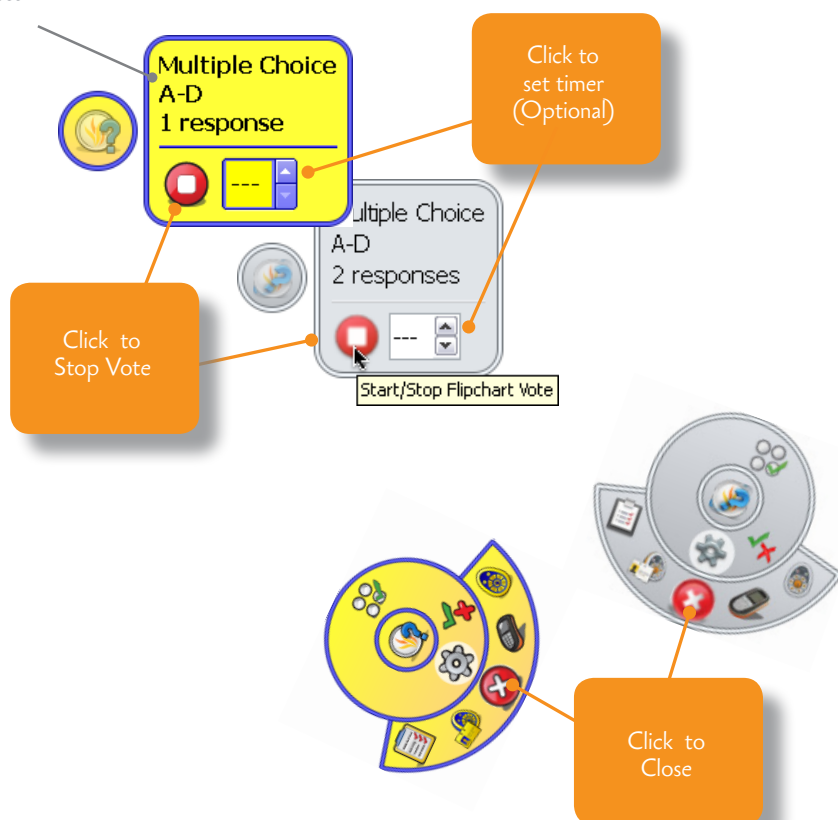 Multiple Choice
A-D
1 response
---
Click to
set timer
(Optional)
ultiple Choice
A-D
2 responses
---
Start/Stop Flipchart Vote
Click to
Stop Vote
Click to
Close